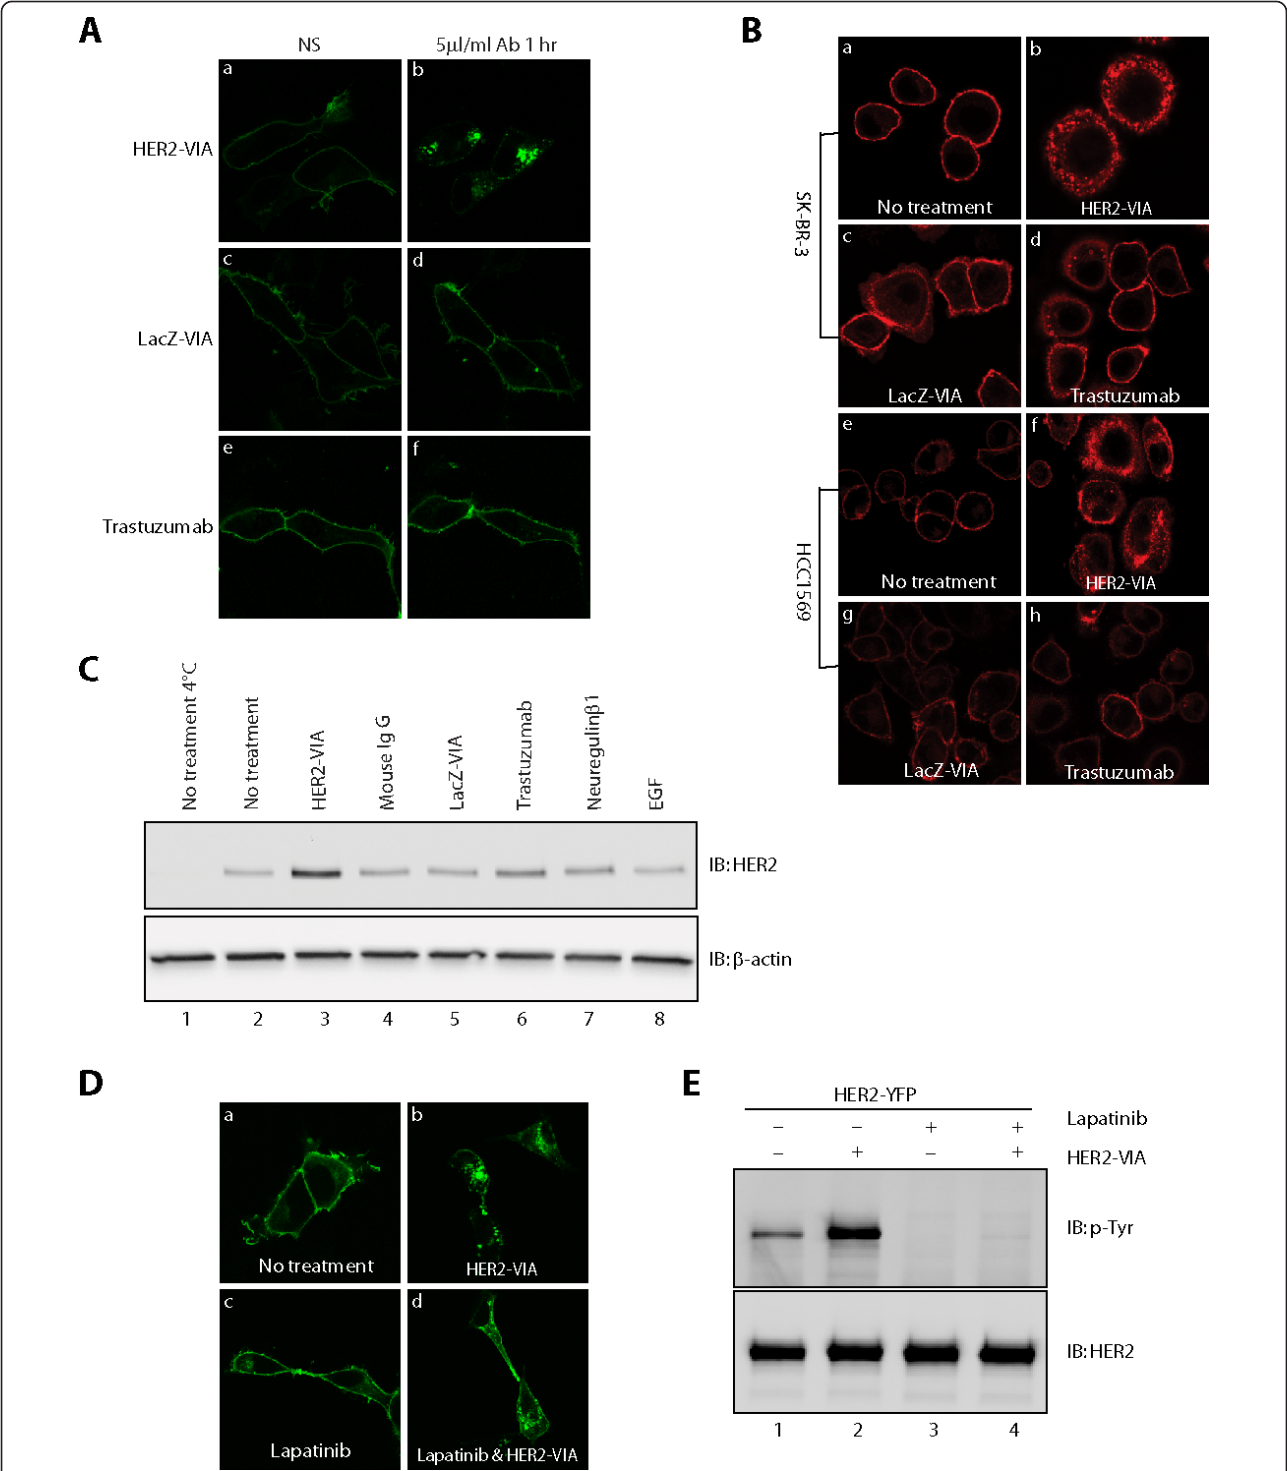 A
NS
5µl/ml Ab 1 hr
a
b
HER2-VIA
c
d
LacZ-VIA
e
f
Trastuzumab
B
a
b
No treatment
HER2-VIA
SK-BR-3
c
d
LacZ-VIA
Trastuzumab
e
f
No treatment
HER2-VIA
HCC1569
g
h
LacZ-VIA
Trastuzumab
C
No treatment 4°C
No treatment
HER2-VIA
Mouse Ig G
LacZ-VIA
Trastuzumab
Neuregulinβ1
EGF
IB: HER2
IB: β-actin
1 2 3 4 5 6 7 8
D
a
b
No treatment
HER2-VIA
c
d
Lapatinib
Lapatinib & HER2-VIA
E
HER2-YFP
– – + + Lapatinib
– + – + HER2-VIA
IB: p-Tyr
IB: HER2
1 2 3 4